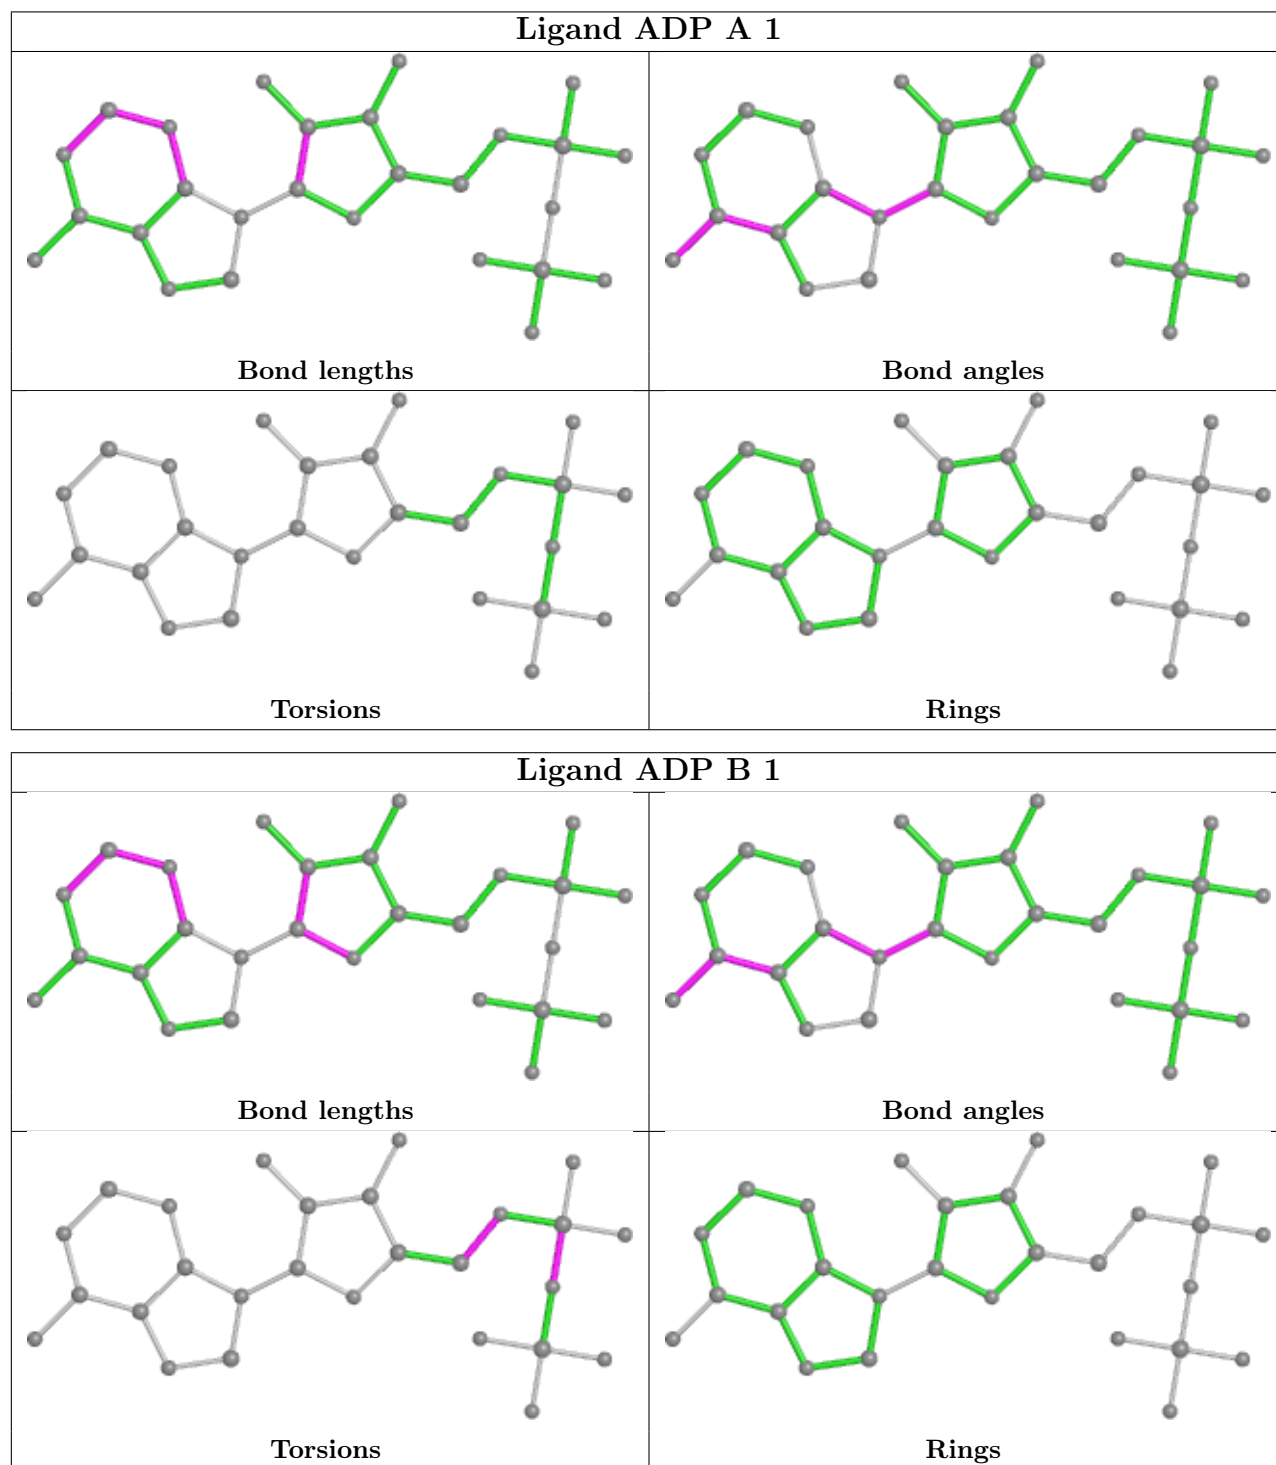 Ligand ADP A 1
Bond lengths
Bond angles
Torsions
Rings
Ligand ADP B 1
Bond lengths
Bond angles
Torsions
Rings